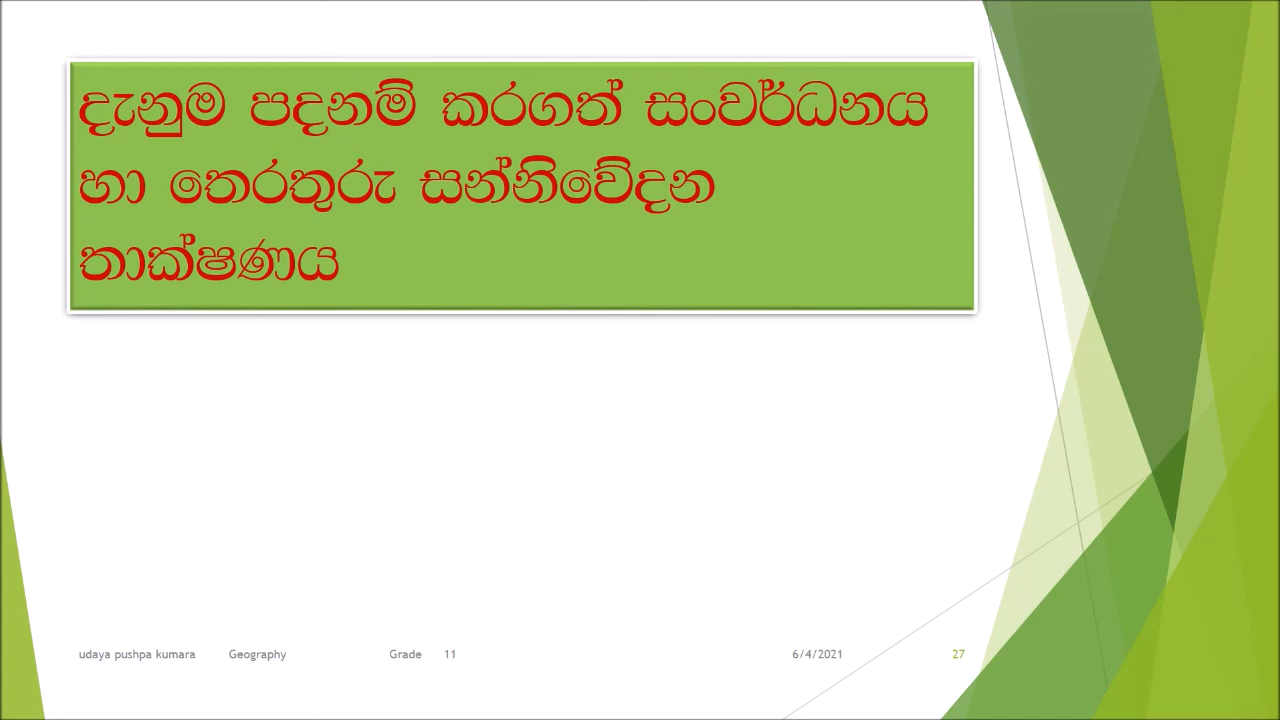 දැනුම පදනම් කරගත් සංවර්ධනය
හා තෙරතුරු සන්නිවේදන
තාක්ෂණය
udaya pushpa kumara Geography Grade 11 6/4/2021 27